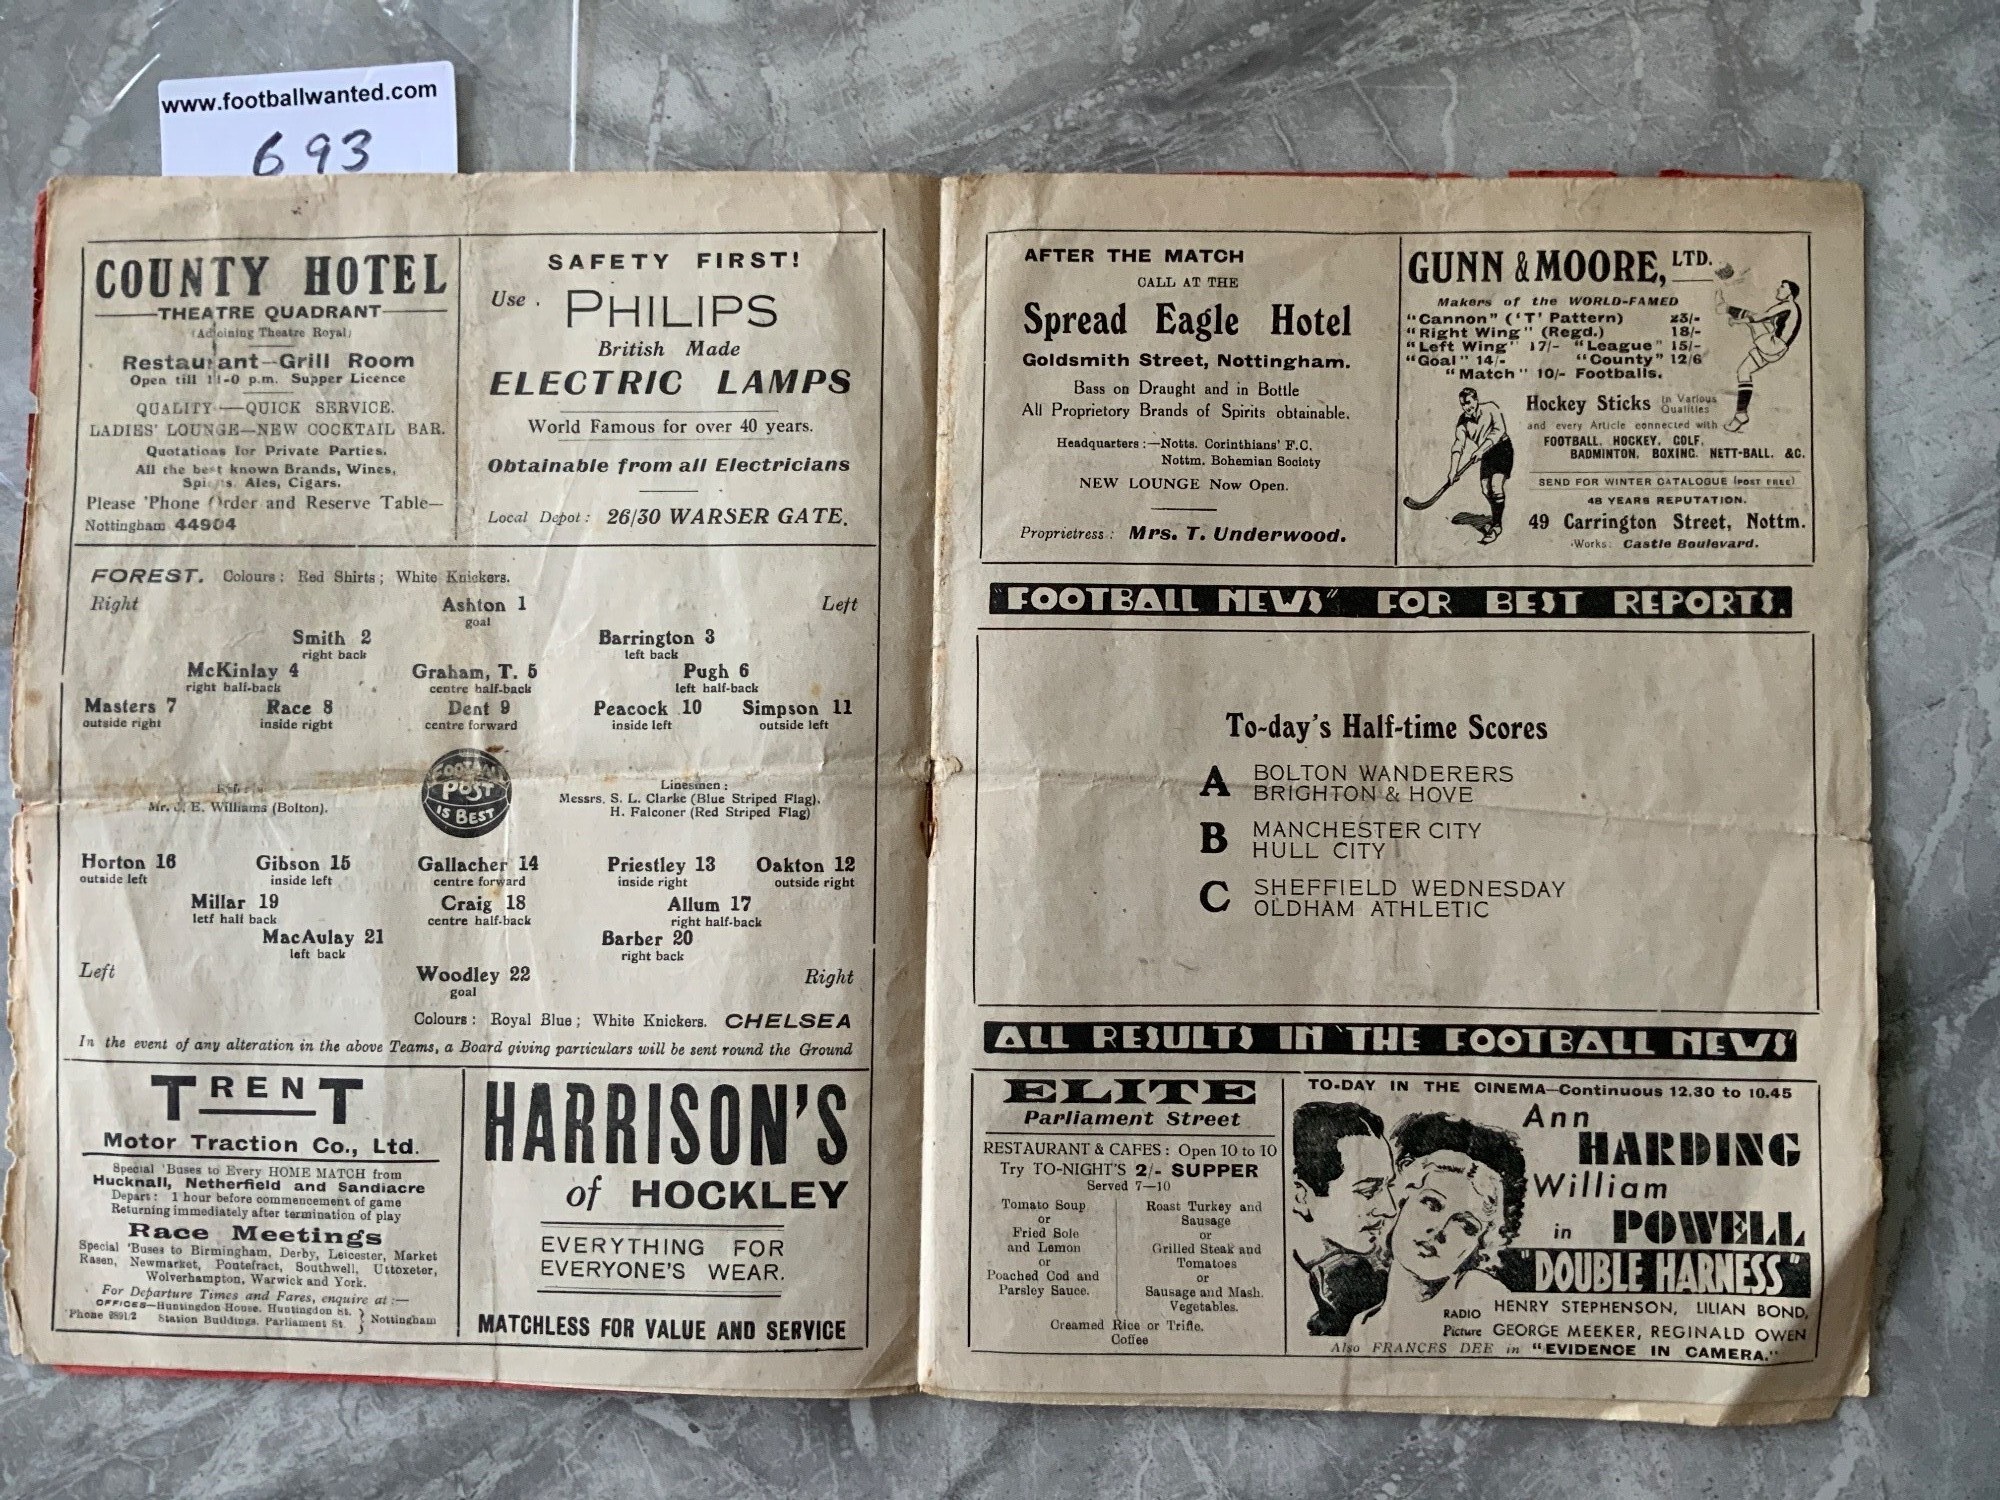 www.footballwanted.com
693
COUNTY HOTEL
THEATRE QUADRANT
(Adjoining Theatre Royal)
Restaurant—Grill Room
Open till 11-0 p.m. Supper Licence
QUALITY—QUICK SERVICE.
LADIES' LOUNGE—NEW COCKTAIL BAR.
Quotations for Private Parties.
All the best known Brands, Wines,
Spirits, Ales, Cigars.
Please 'Phone Order and Reserve Table—
Nottingham 44904
SAFETY FIRST!
Use PHILIPS
British Made
ELECTRIC LAMPS
World Famous for over 40 years.
Obtainable from all Electricians
Local Depot: 26/30 WARSER GATE.
FOREST. Colours: Red Shirts; White Knickers.
Right Ashton 1 Left
goal
Smith 2 Barrington 3
right back left back
McKinlay 4 Graham, T. 5 Pugh 6
right half-back centre half-back left half-back
Masters 7 Race 8 Dent 9 Peacock 10 Simpson 11
outside right inside right centre forward inside left outside left
FOOTBALL
POST
IS BEST
Mr. J. E. Williams (Bolton).
Linesmen:
Messrs. S. L. Clarke (Blue Striped Flag).
H. Falconer (Red Striped Flag)
Horton 16 Gibson 15 Gallacher 14 Priestley 13 Oakton 12
outside left inside left centre forward inside right outside right
Millar 19 Craig 18 Allum 17
letf half back centre half-back right half-back
MacAulay 21 Barber 20
left back right back
Left Woodley 22 Right
goal
Colours: Royal Blue; White Knickers. CHELSEA
In the event of any alteration in the above Teams, a Board giving particulars will be sent round the Ground
TRENT
Motor Traction Co., Ltd.
Special 'Buses to Every HOME MATCH from
Hucknall, Netherfield and Sandiacre
Depart: 1 hour before commencement of game
Returning immediately after termination of play
Race Meetings
Special 'Buses to Birmingham, Derby, Leicester, Market
Rasen, Newmarket, Pontefract, Southwell, Uttoxeter,
Wolverhampton, Warwick and York.
For Departure Times and Fares, enquire at:—
OFFICES—Huntingdon House. Huntingdon St.
'Phone 2891/2 Station Buildings. Parliament St. } Nottingham
HARRISON'S
of HOCKLEY
EVERYTHING FOR
EVERYONE'S WEAR.
MATCHLESS FOR VALUE AND SERVICE
AFTER THE MATCH
CALL AT THE
Spread Eagle Hotel
Goldsmith Street, Nottingham.
Bass on Draught and in Bottle
All Proprietory Brands of Spirits obtainable.
Headquarters:—Notts. Corinthians' F.C.
Nottm. Bohemian Society
NEW LOUNGE Now Open.
Proprietress: Mrs. T. Underwood.
GUNN & MOORE, LTD.
Makers of the WORLD-FAMED
"Cannon" ('T' Pattern) 23/-
"Right Wing" (Regd.) 18/-
"Left Wing" 17/- "League" 15/-
"Goal" 14/- "County" 12/6
"Match" 10/- Footballs.
Hockey Sticks in Various Qualities
and every Article connected with
FOOTBALL, HOCKEY, GOLF,
BADMINTON, BOXING, NETT-BALL, &C.
SEND FOR WINTER CATALOGUE (POST FREE)
48 YEARS REPUTATION.
49 Carrington Street, Nottm.
Works: Castle Boulevard.
"FOOTBALL NEWS" FOR BEST REPORTS.
To-day's Half-time Scores
A BOLTON WANDERERS
BRIGHTON & HOVE
B MANCHESTER CITY
HULL CITY
C SHEFFIELD WEDNESDAY
OLDHAM ATHLETIC
ALL RESULTS IN 'THE FOOTBALL NEWS'
ELITE
Parliament Street
RESTAURANT & CAFES: Open 10 to 10
Try TO-NIGHT'S 2/- SUPPER
Served 7—10
Tomato Soup
or
Fried Sole
and Lemon
or
Poached Cod and
Parsley Sauce.
Roast Turkey and
Sausage
or
Grilled Steak and
Tomatoes
or
Sausage and Mash.
Vegetables.
Creamed Rice or Trifle.
Coffee
TO-DAY IN THE CINEMA—Continuous 12.30 to 10.45
Ann
HARDING
William
in POWELL
"DOUBLE HARNESS"
RADIO HENRY STEPHENSON, LILIAN BOND,
Picture GEORGE MEEKER, REGINALD OWEN
Also FRANCES DEE in "EVIDENCE IN CAMERA."